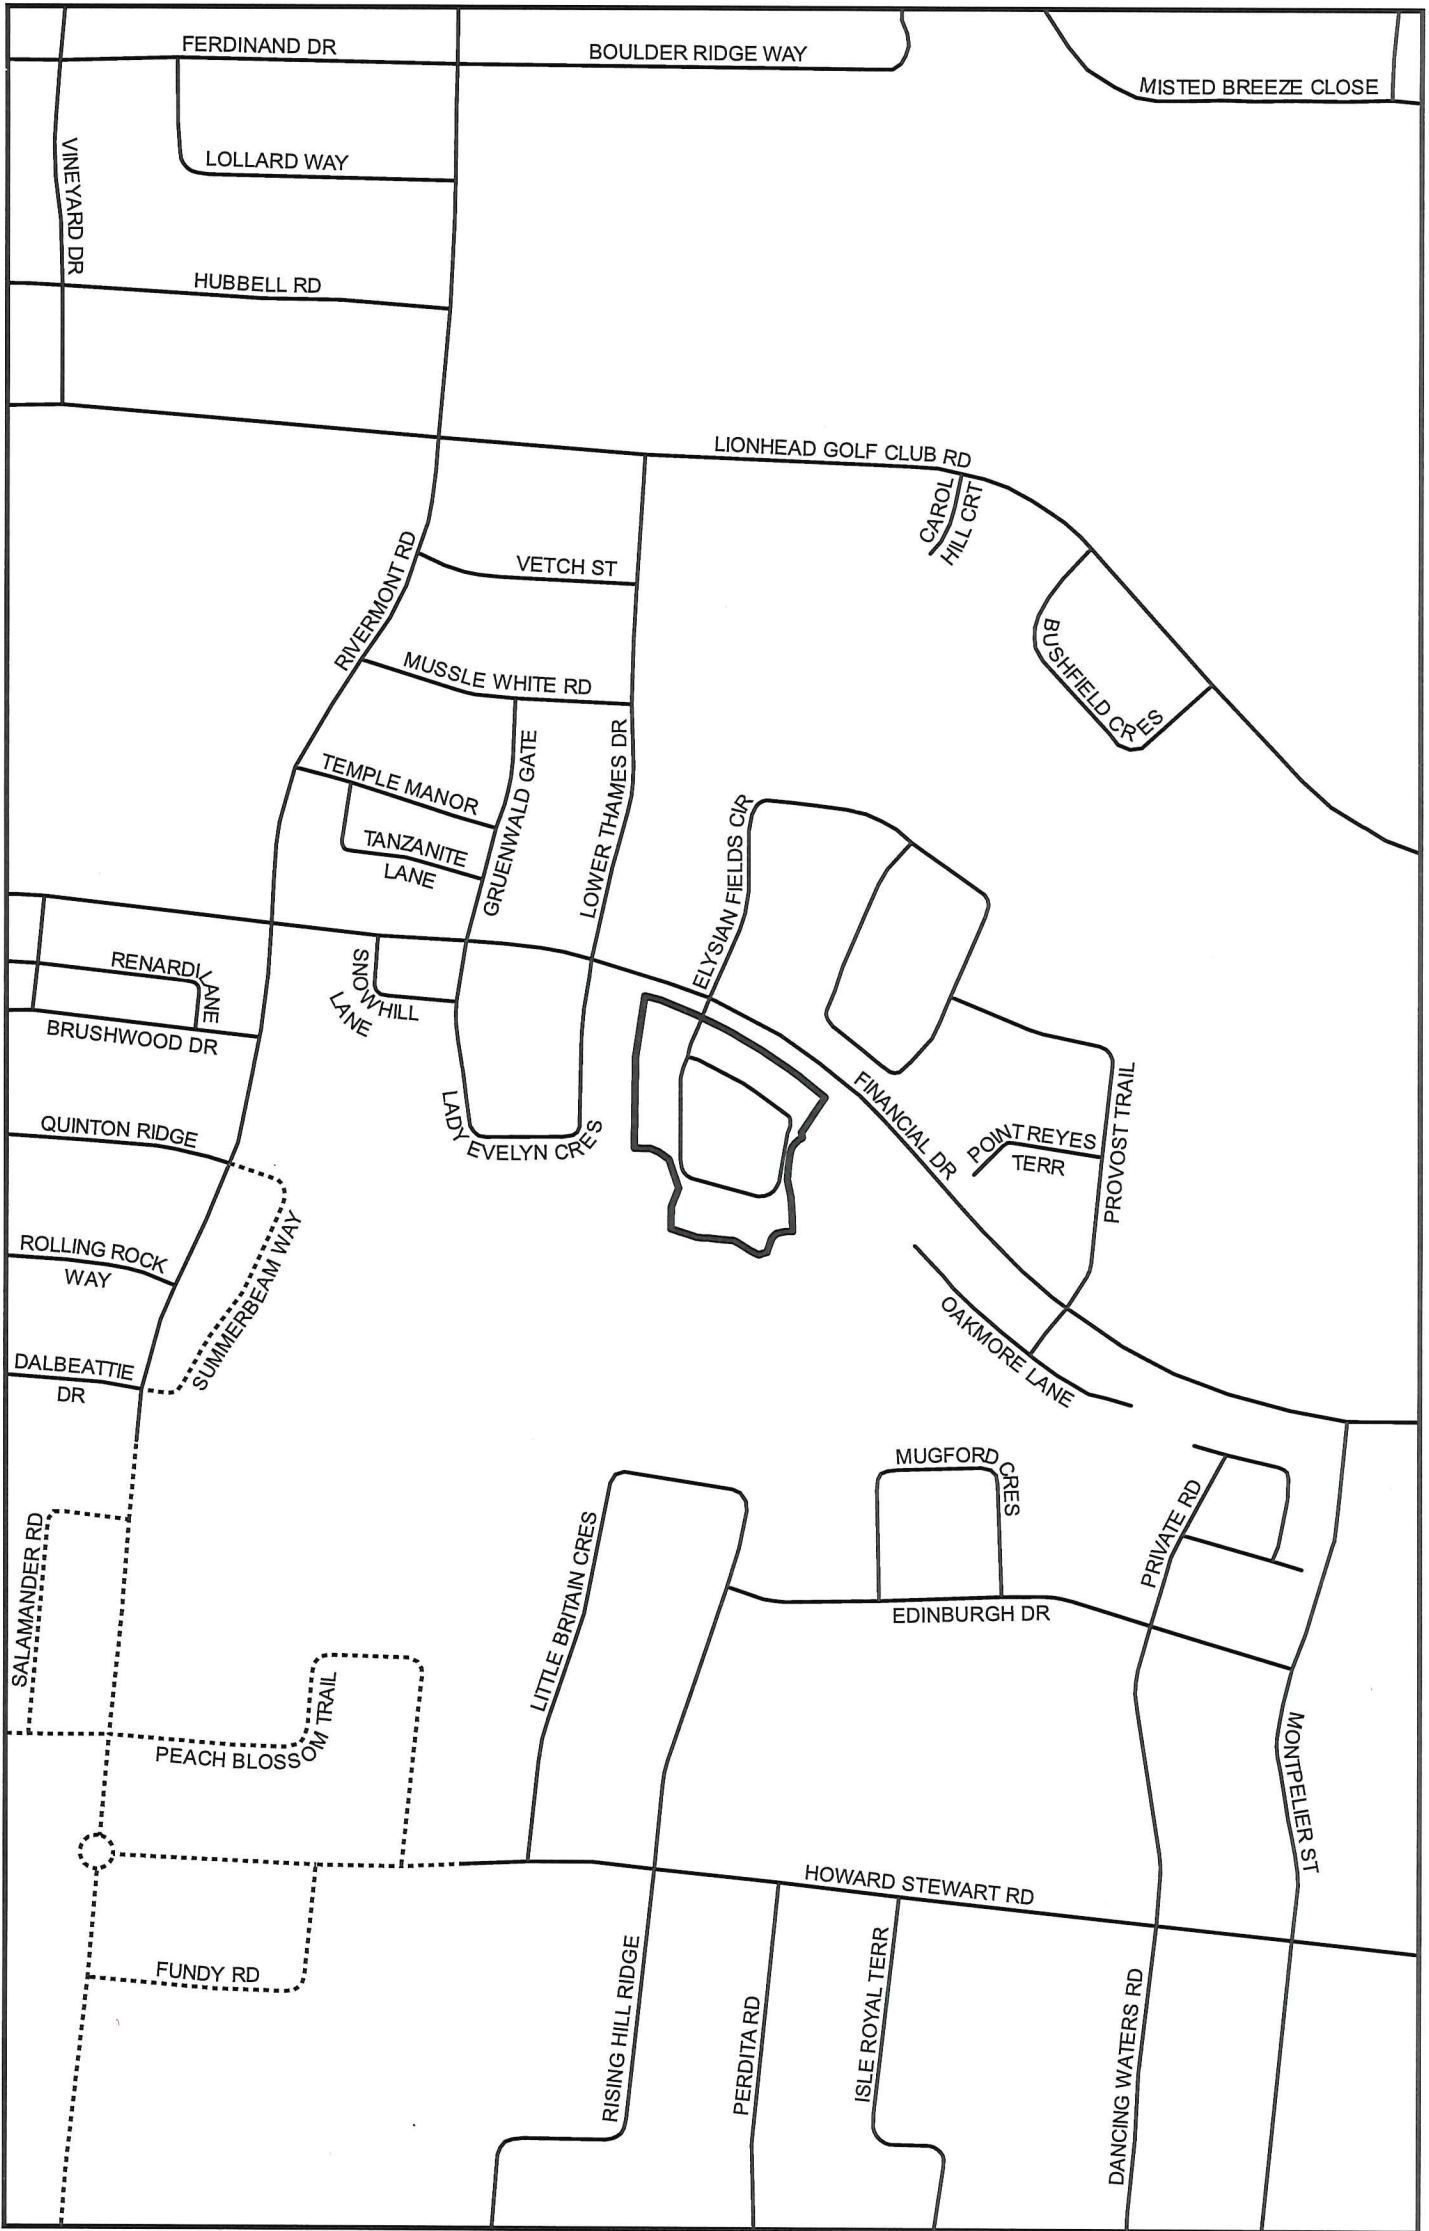 FERDINAND DR
BOULDER RIDGE WAY
MISTED BREEZE CLOSE
VINEYARD DR
LOLLARD WAY
HUBBELL RD
LIONHEAD GOLF CLUB RD
CAROL
HILL CRT
RIVERMONT RD
VETCH ST
BUSHFIELD CRES
MUSSLE WHITE RD
TEMPLE MANOR
GRUENWALD GATE
LOWER THAMES DR
TANZANITE
LANE
ELYSIAN FIELDS CIR
RENARDI LANE
SNOWHILL
LANE
BRUSHWOOD DR
LADY EVELYN CRES
FINANCIAL DR
PROVOST TRAIL
QUINTON RIDGE
POINT REYES
TERR
SUMMERBEAM WAY
ROLLING ROCK
WAY
OAKMORE LANE
DALBEATTIE
DR
MUGFORD CRES
PRIVATE RD
SALAMANDER RD
LITTLE BRITAIN CRES
EDINBURGH DR
PEACH BLOSSOM TRAIL
MONTPELIER ST
HOWARD STEWART RD
FUNDY RD
RISING HILL RIDGE
PERDITA RD
ISLE ROYAL TERR
DANCING WATERS RD